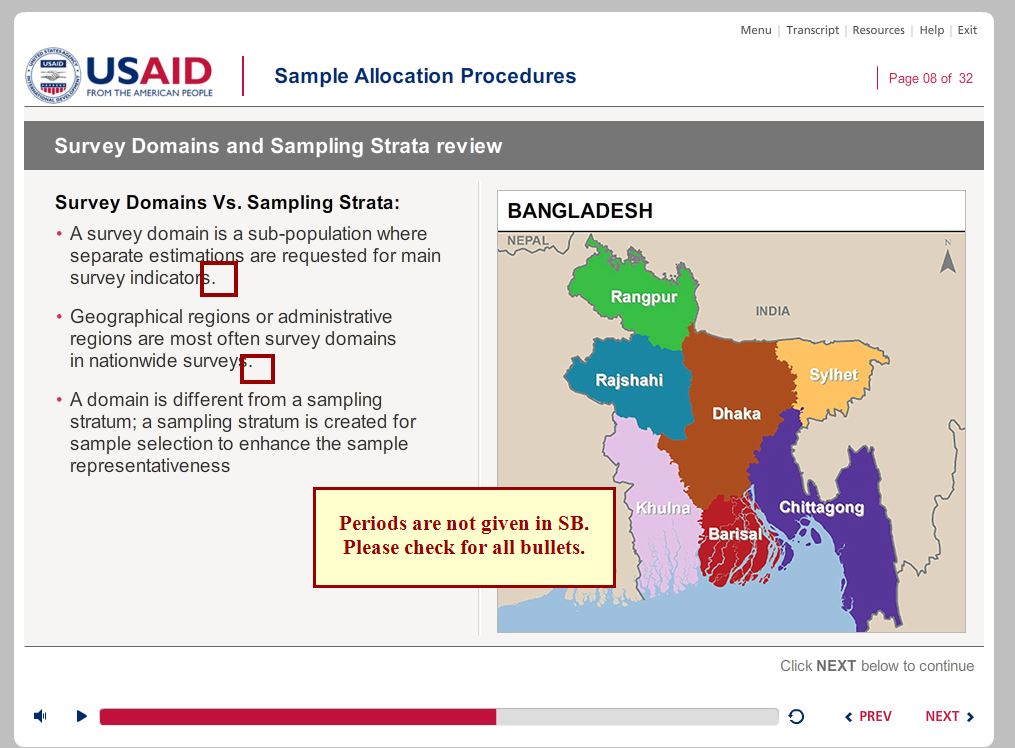 Menu | Transcript | Resources | Help | Exit
UNITED STATES AGENCY
USAID
INTERNATIONAL DEVELOPMENT
USAID
FROM THE AMERICAN PEOPLE
Sample Allocation Procedures
Page 08 of 32
Survey Domains and Sampling Strata review
Survey Domains Vs. Sampling Strata:
• A survey domain is a sub-population where
separate estimations are requested for main
survey indicators.
• Geographical regions or administrative
regions are most often survey domains
in nationwide surveys.
• A domain is different from a sampling
stratum; a sampling stratum is created for
sample selection to enhance the sample
representativeness
Periods are not given in SB.
Please check for all bullets.
BANGLADESH
NEPAL
N
INDIA
Rangpur
Rajshahi
Sylhet
Dhaka
Khulna
Chittagong
Barisal
Click NEXT below to continue
PREV
NEXT